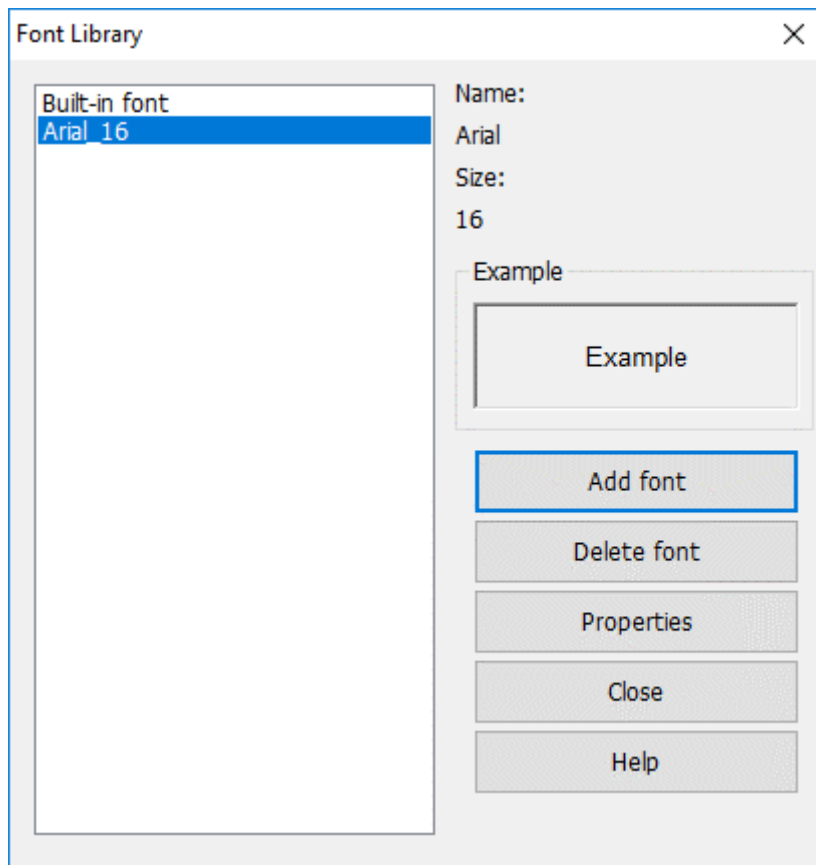 Font Library
Built-in font
Arial_16
Name:
Arial
Size:
16
Example
Example
Add font
Delete font
Properties
Close
Help